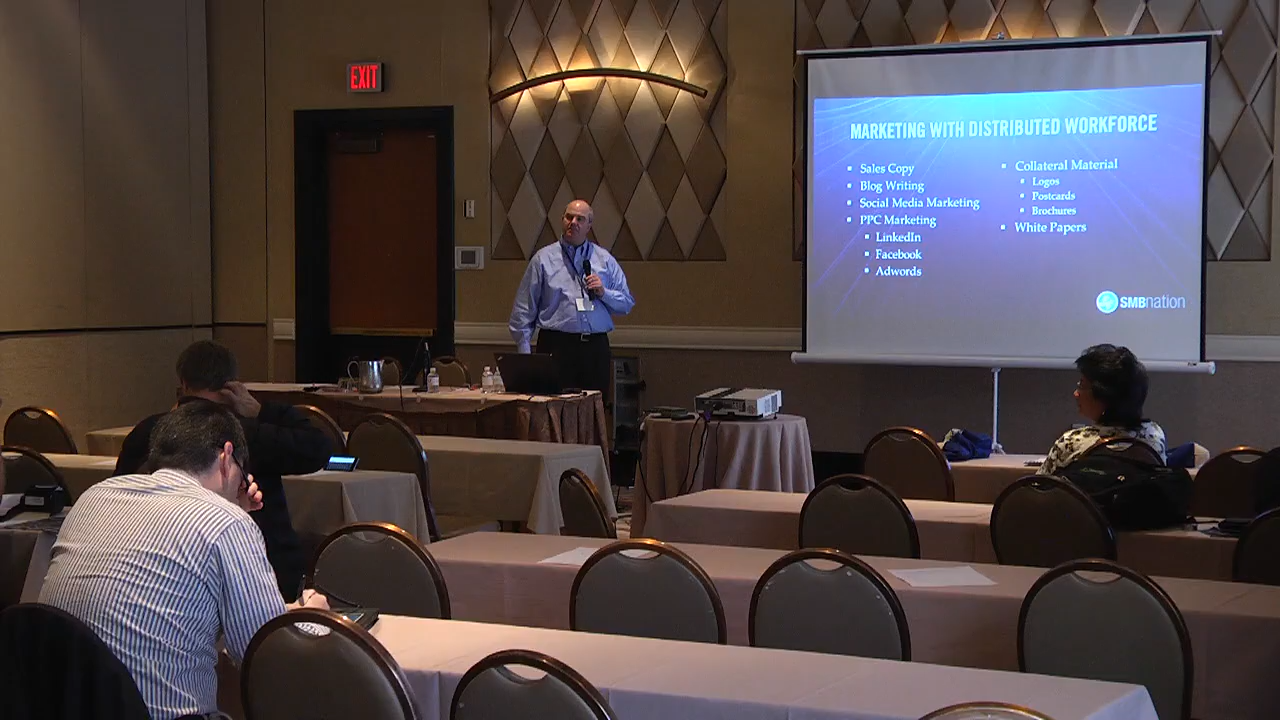 EXIT
MARKETING WITH DISTRIBUTED WORKFORCE
▪ Sales Copy
▪ Blog Writing
▪ Social Media Marketing
▪ PPC Marketing
▪ LinkedIn
▪ Facebook
▪ Adwords
▪ Collateral Material
▪ Logos
▪ Postcards
▪ Brochures
▪ White Papers
SMBnation